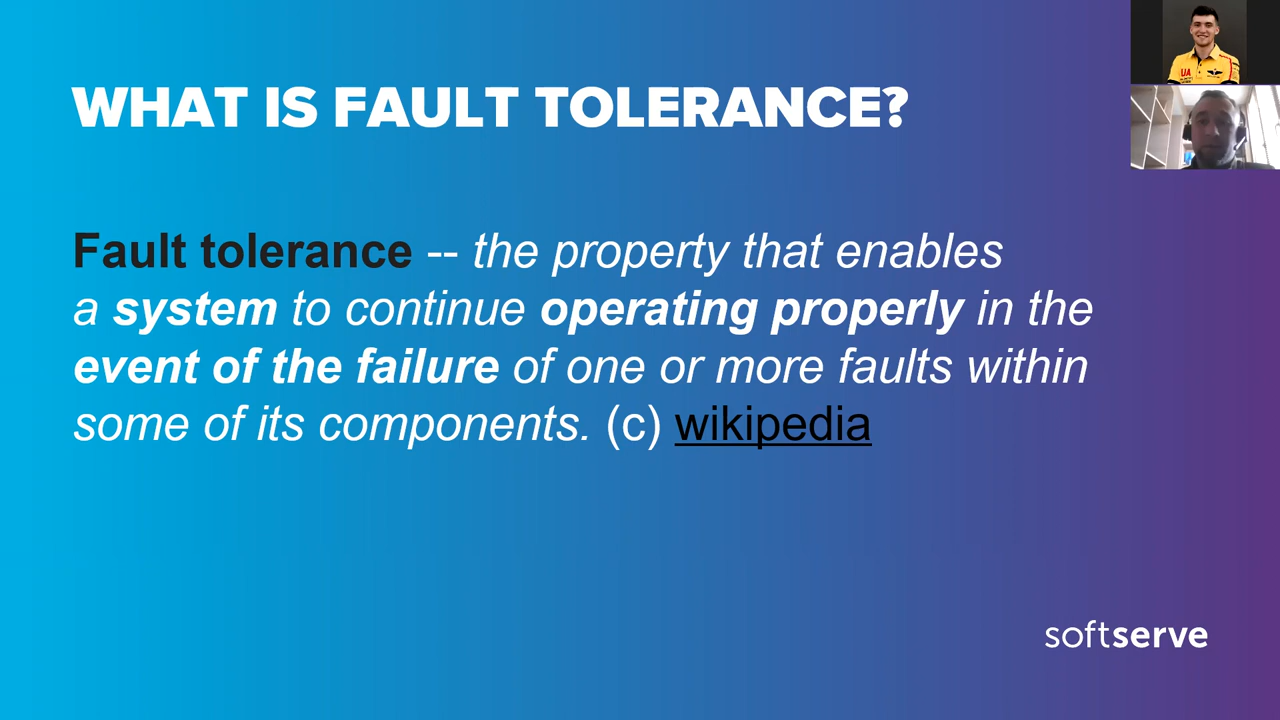 WHAT IS FAULT TOLERANCE?
Fault tolerance -- the property that enables
a system to continue operating properly in the
event of the failure of one or more faults within
some of its components. (c) wikipedia
softserve
UA